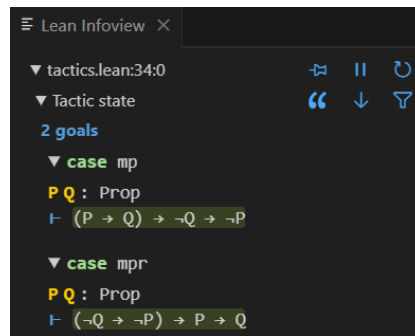 Lean Infoview
tactics.lean:34:0
Tactic state
2 goals
case mp
P Q : Prop
⊢ (P → Q) → ¬Q → ¬P
case mpr
P Q : Prop
⊢ (¬Q → ¬P) → P → Q